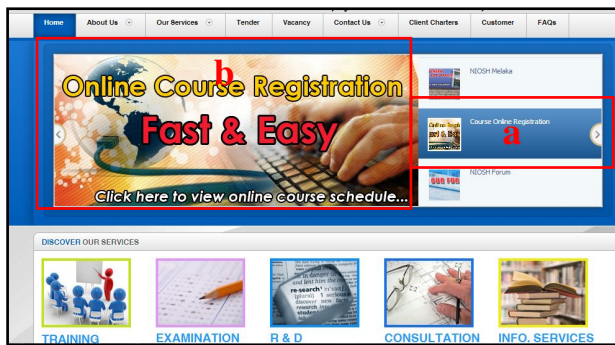 Home About Us Our Services Tender Vacancy Contact Us Client Charters Customer FAQs
b
Online Course Registration
Fast & Easy
Click here to view online course schedule...
NIOSH Melaka
Course Online Registration
a
NIOSH Forum
DISCOVER OUR SERVICES
re·search
TRAINING EXAMINATION R & D CONSULTATION INFO. SERVICES